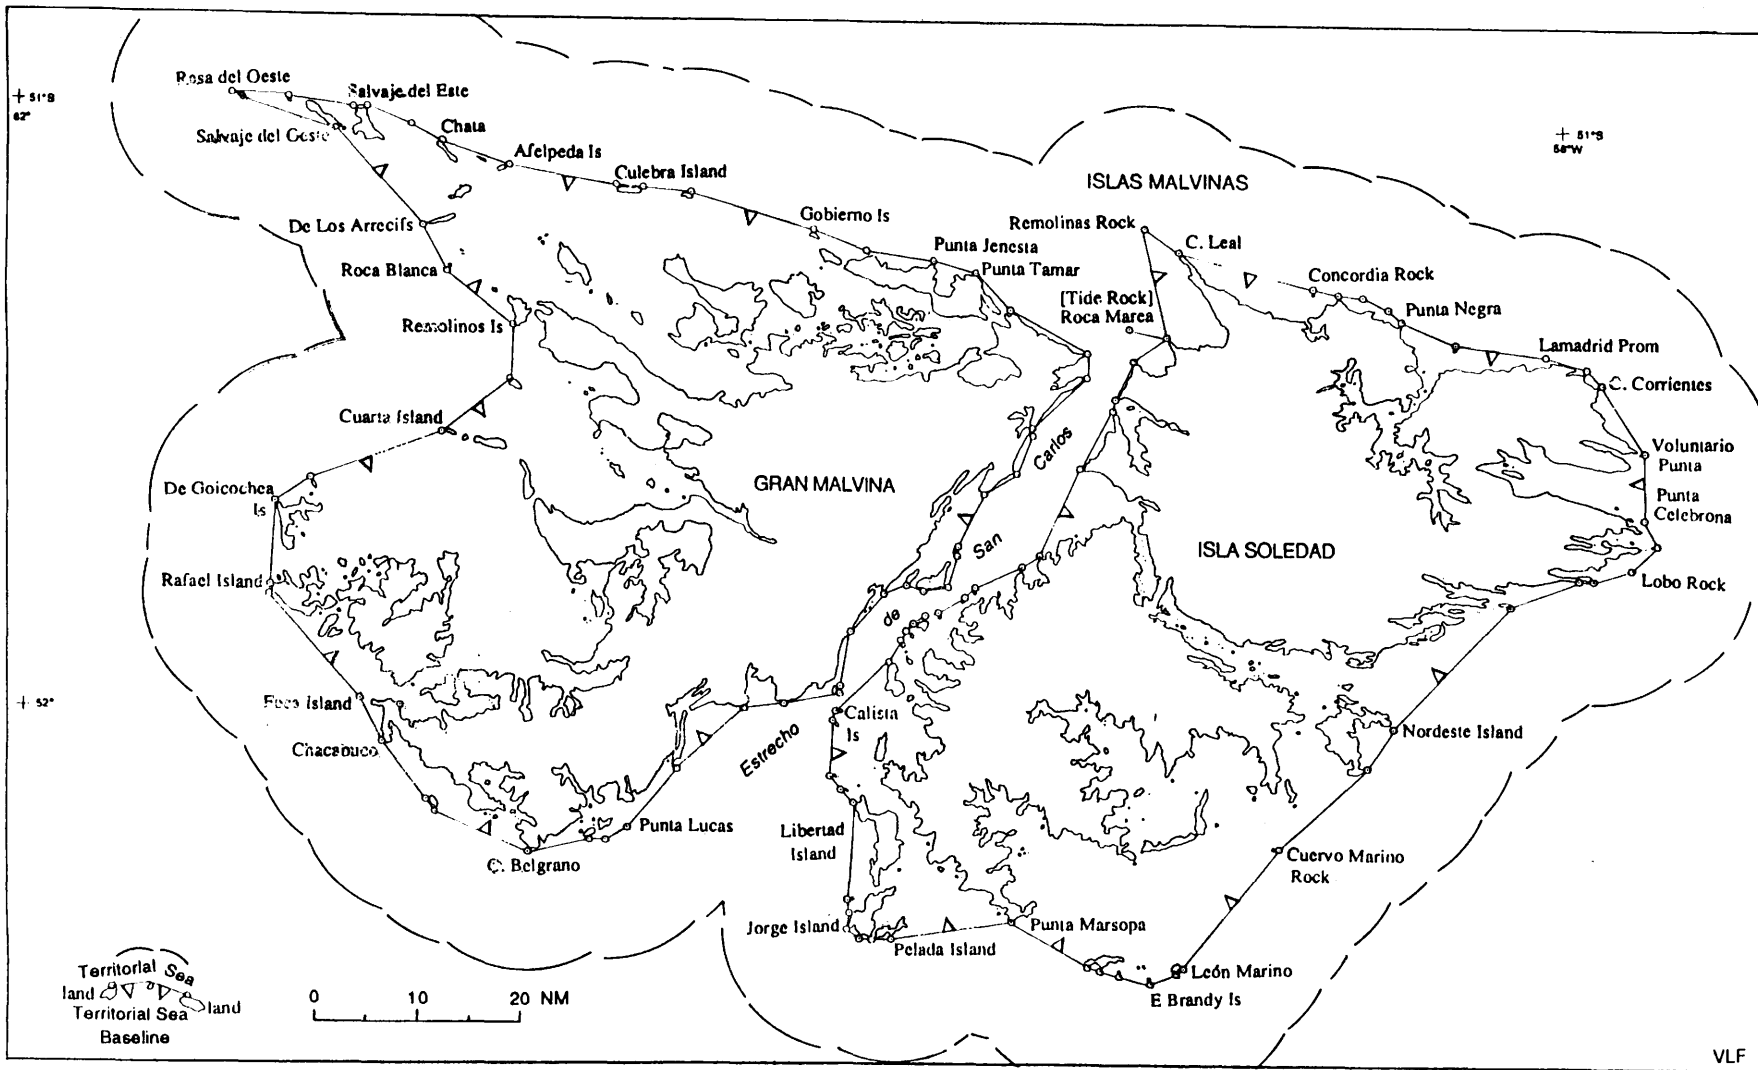 Rosa del Oeste
Salvaje del Este
+ 51°S
62°
Salvaje del Oeste
Chata
Afelpeda Is
Culebra Island
+ 51°S
58°W
ISLAS MALVINAS
De Los Arrecifs
Gobierno Is
Remolinas Rock
Punta Jenesta
C. Leal
Roca Blanca
Punta Tamar
Concordia Rock
[Tide Rock]
Roca Marea
Punta Negra
Remolinos Is
Lamadrid Prom
C. Corrientes
Cuarta Island
Carlos
Voluntario
Punta
GRAN MALVINA
De Goicochea
Is
Punta
Celebrona
San
ISLA SOLEDAD
Rafael Island
Lobo Rock
de
Foca Island
Calista
Is
Chacabuco
Estrecho
Nordeste Island
+ 52°
Punta Lucas
Libertad
Island
C. Belgrano
Cuervo Marino
Rock
Jorge Island
Punta Marsopa
Pelada Island
León Marino
E Brandy Is
Territorial Sea
land
land
Territorial Sea
Baseline
0 10 20 NM
VLF